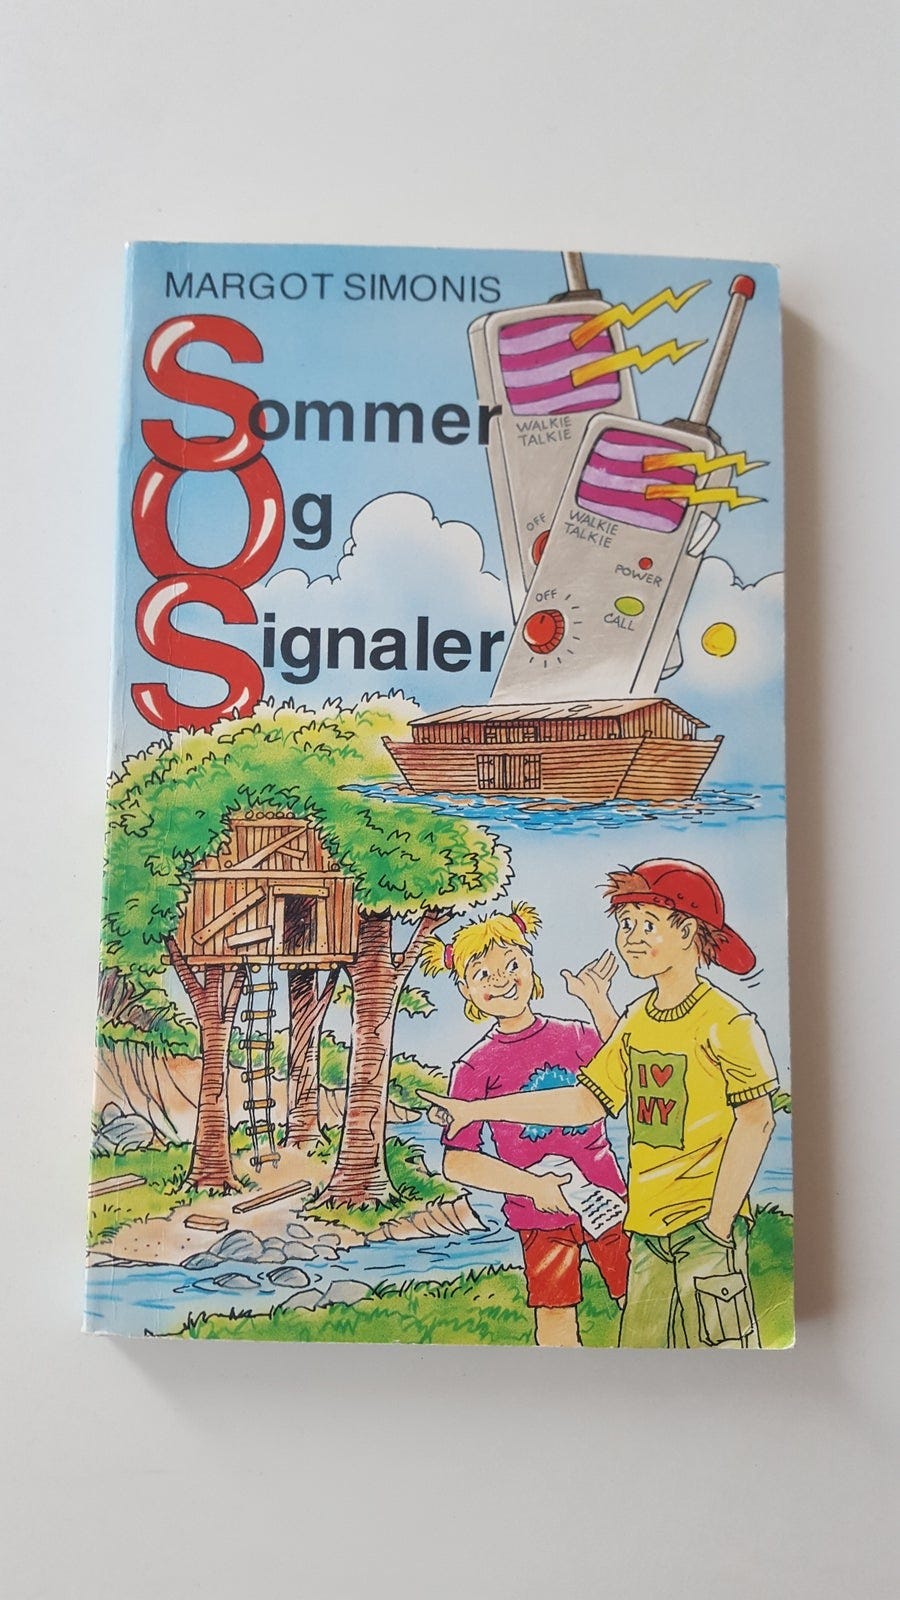 MARGOT SIMONIS
Sommer
Og
Signaler
WALKIE
TALKIE
OFF
WALKIE
TALKIE
POWER
OFF
CALL
I ♥
NY